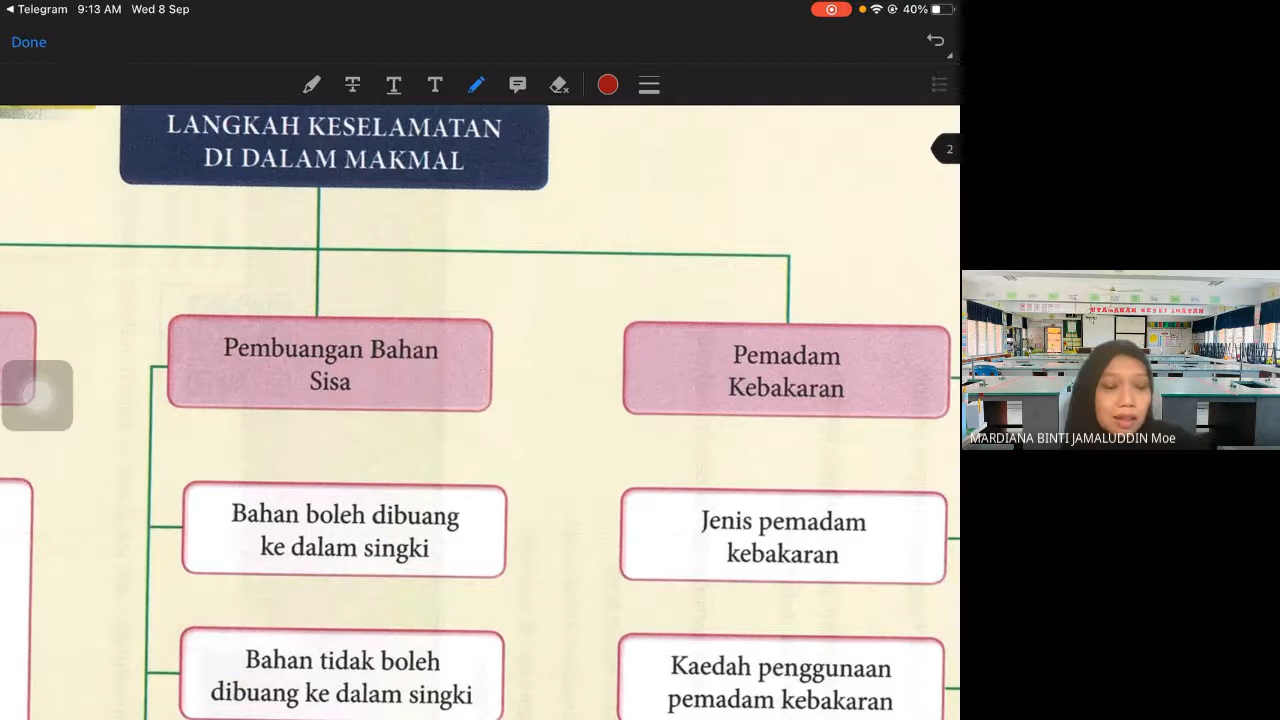 Telegram 9:13 AM Wed 8 Sep
40%
Done
LANGKAH KESELAMATAN
DI DALAM MAKMAL
2
Pembuangan Bahan
Sisa
Pemadam
Kebakaran
Bahan boleh dibuang
ke dalam singki
Jenis pemadam
kebakaran
Bahan tidak boleh
dibuang ke dalam singki
Kaedah penggunaan
pemadam kebakaran
UTAMAKAN KESELAMATAN
MARDIANA BINTI JAMALUDDIN Moe